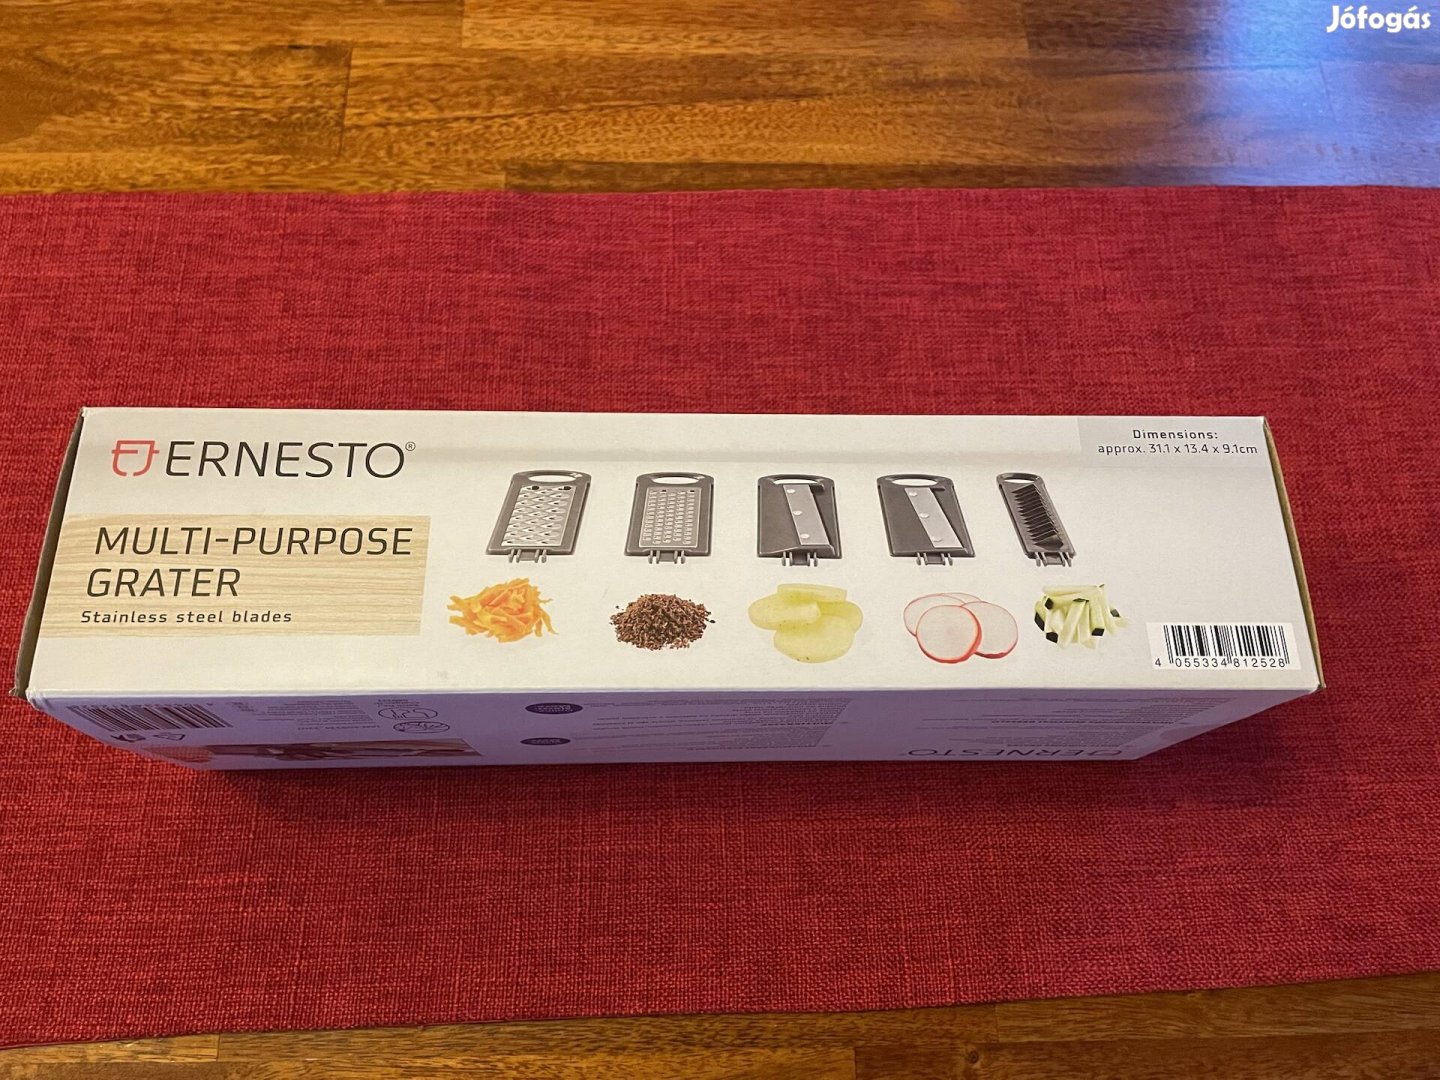 Jófogás
ERNESTO®
MULTI-PURPOSE
GRATER
Stainless steel blades
Dimensions:
approx. 31.1 x 13.4 x 9.1cm
4 055334 812528
ERNESTO